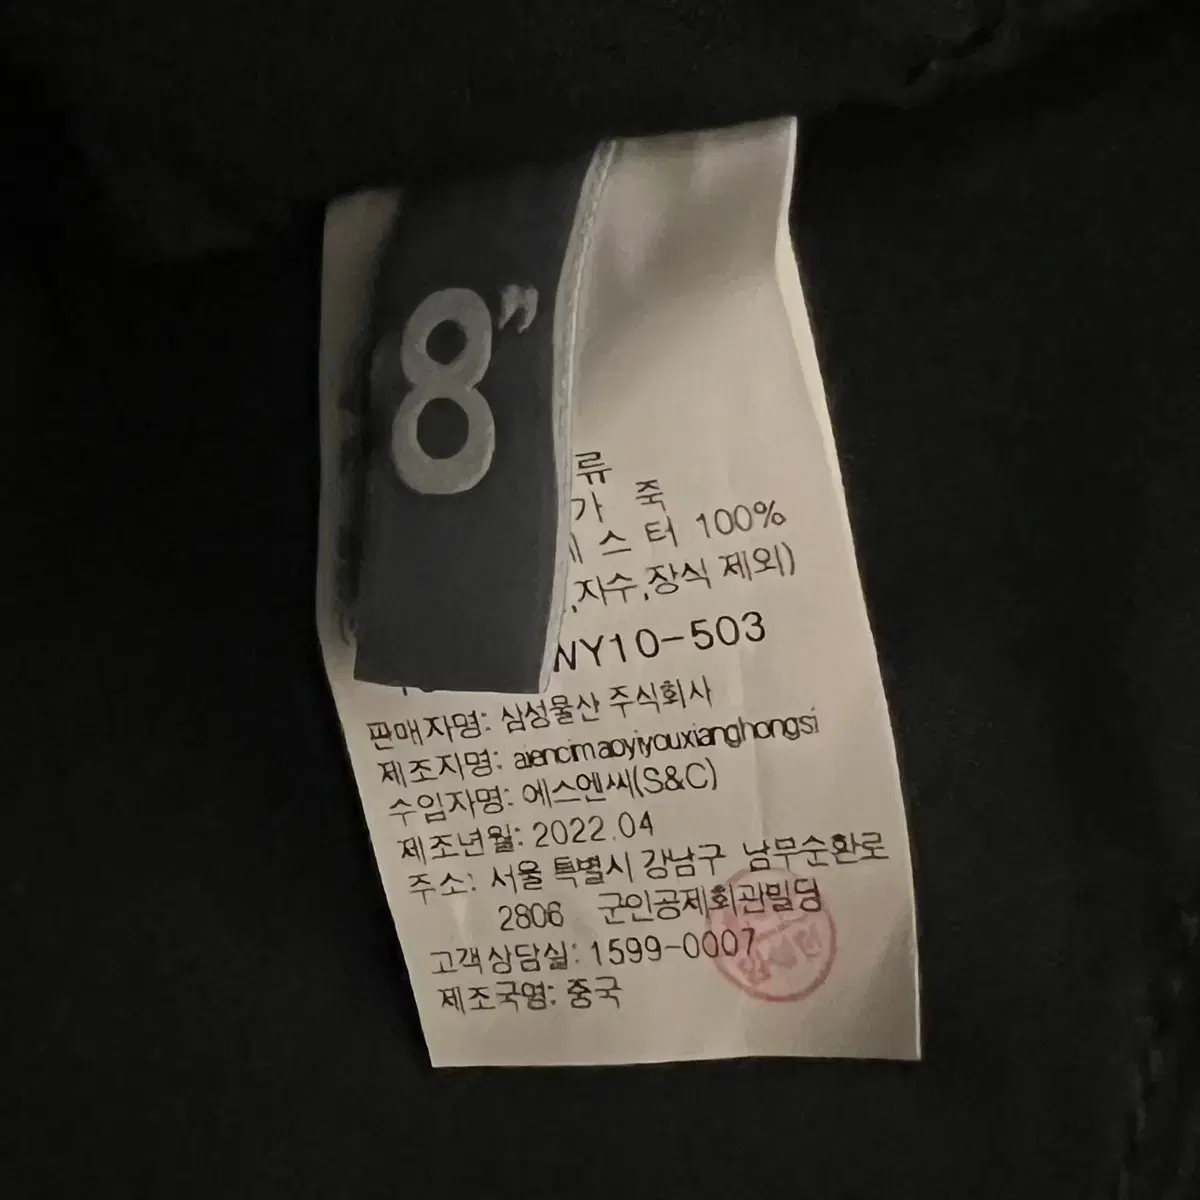 8"
류
가 죽
스 터 100%
,자수,장식 제외)
WY10-503
판매자명: 삼성물산 주식회사
제조지명: aiencimaoyiyouxianghongsi
수입자명: 에스엔씨(S&C)
제조년월: 2022.04
주소: 서울 특별시 강남구 남부순환로
2806 군인공제회관빌딩
고객상담실: 1599-0007
제조국명: 중국